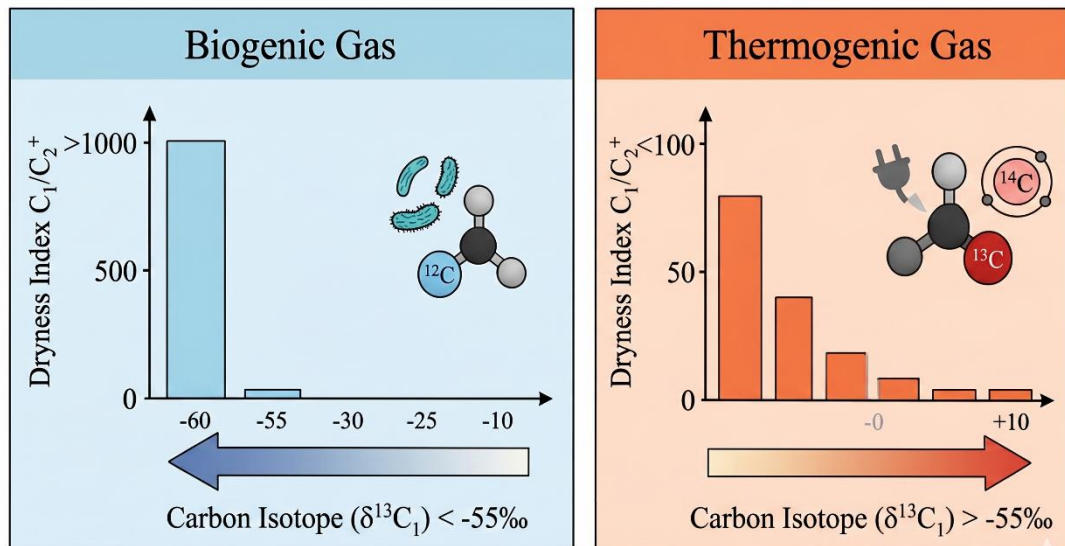 Biogenic Gas
Dryness Index C₁/C₂⁺
>1000
500
0
¹²C
-60 -55 -30 -25 -10
Carbon Isotope (δ¹³C₁) < -55‰
Thermogenic Gas
Dryness Index C₁/C₂⁺
<100
50
0
¹⁴C
¹³C
-0 +10
Carbon Isotope (δ¹³C₁) > -55‰